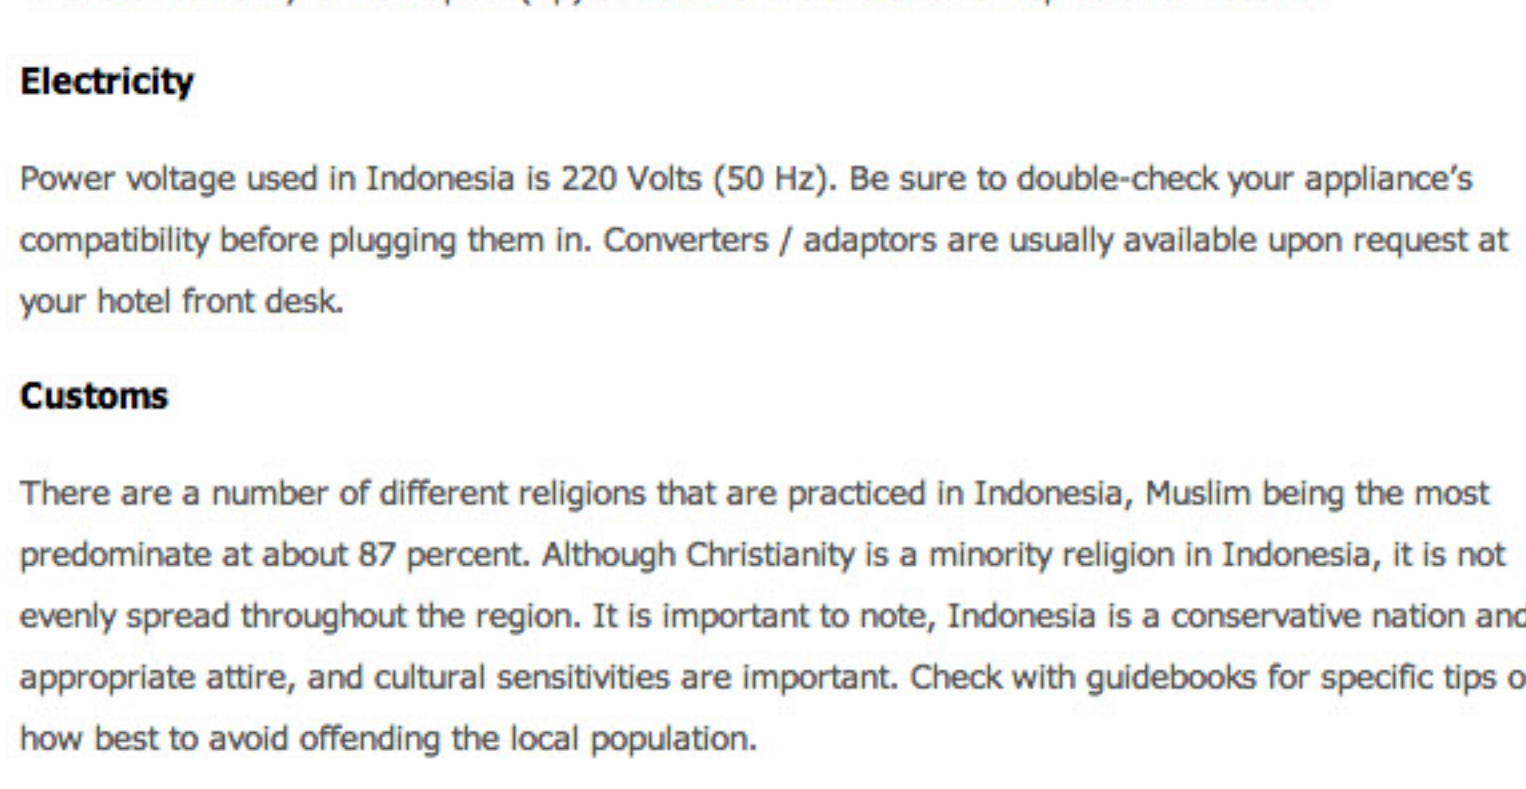 Electricity
Power voltage used in Indonesia is 220 Volts (50 Hz). Be sure to double-check your appliance’s
compatibility before plugging them in. Converters / adaptors are usually available upon request at
your hotel front desk.
Customs
There are a number of different religions that are practiced in Indonesia, Muslim being the most
predominate at about 87 percent. Although Christianity is a minority religion in Indonesia, it is not
evenly spread throughout the region. It is important to note, Indonesia is a conservative nation and
appropriate attire, and cultural sensitivities are important. Check with guidebooks for specific tips
how best to avoid offending the local population.